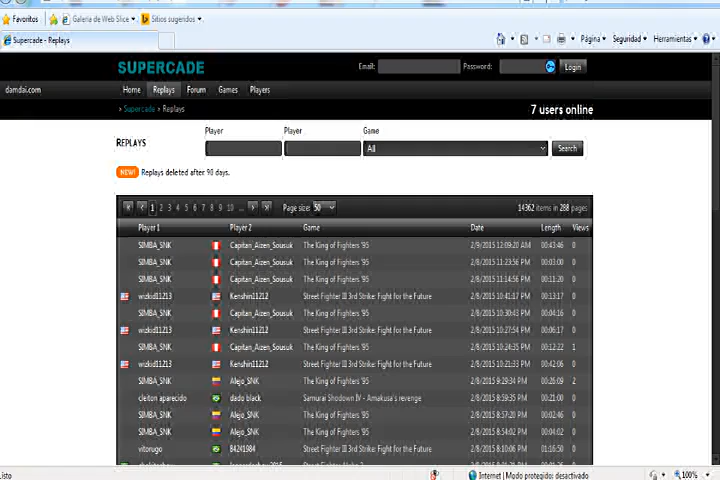 Favoritos Galería de Web Slice Sitios sugeridos
Supercade - Replays Página Seguridad Herramientas
SUPERCADE Email: Password: Login
damdai.com Home Replays Forum Games Players
> Supercade > Replays 7 users online
REPLAYS Player Player Game
All Search
NEW! Replays deleted after 90 days.
1 2 3 4 5 6 7 8 9 10 ... Page size: 50 14362 items in 288 pages
Player 1 Player 2 Game Date Length Views
SIMBA_SNK Capitan_Aizen_Sousuk The King of Fighters '95 2/9/2015 12:09:20 AM 00:43:46 0
SIMBA_SNK Capitan_Aizen_Sousuk The King of Fighters '95 2/8/2015 11:23:56 PM 00:03:00 0
SIMBA_SNK Capitan_Aizen_Sousuk The King of Fighters '95 2/8/2015 11:14:56 PM 00:11:20 0
wizkid11213 Kenshin11212 Street Fighter III 3rd Strike: Fight for the Future 2/8/2015 10:41:17 PM 00:13:17 0
SIMBA_SNK Capitan_Aizen_Sousuk The King of Fighters '95 2/8/2015 10:30:43 PM 00:04:16 0
wizkid11213 Kenshin11212 Street Fighter III 3rd Strike: Fight for the Future 2/8/2015 10:27:54 PM 00:06:17 0
SIMBA_SNK Capitan_Aizen_Sousuk The King of Fighters '95 2/8/2015 10:24:35 PM 00:12:22 1
wizkid11213 Kenshin11212 Street Fighter III 3rd Strike: Fight for the Future 2/8/2015 10:21:33 PM 00:42:06 0
SIMBA_SNK Alejo_SNK The King of Fighters '95 2/8/2015 9:29:34 PM 00:26:09 2
cleiton aparecido dado black Samurai Shodown IV - Amakusa's revenge 2/8/2015 8:59:35 PM 00:21:00 0
SIMBA_SNK Alejo_SNK The King of Fighters '95 2/8/2015 8:57:20 PM 00:02:46 0
SIMBA_SNK Alejo_SNK The King of Fighters '95 2/8/2015 8:54:02 PM 00:04:02 0
vitorugo 84241984 Street Fighter III 3rd Strike: Fight for the Future 2/8/2015 8:10:06 PM 01:16:50 0
Listo Internet | Modo protegido: desactivado 100%